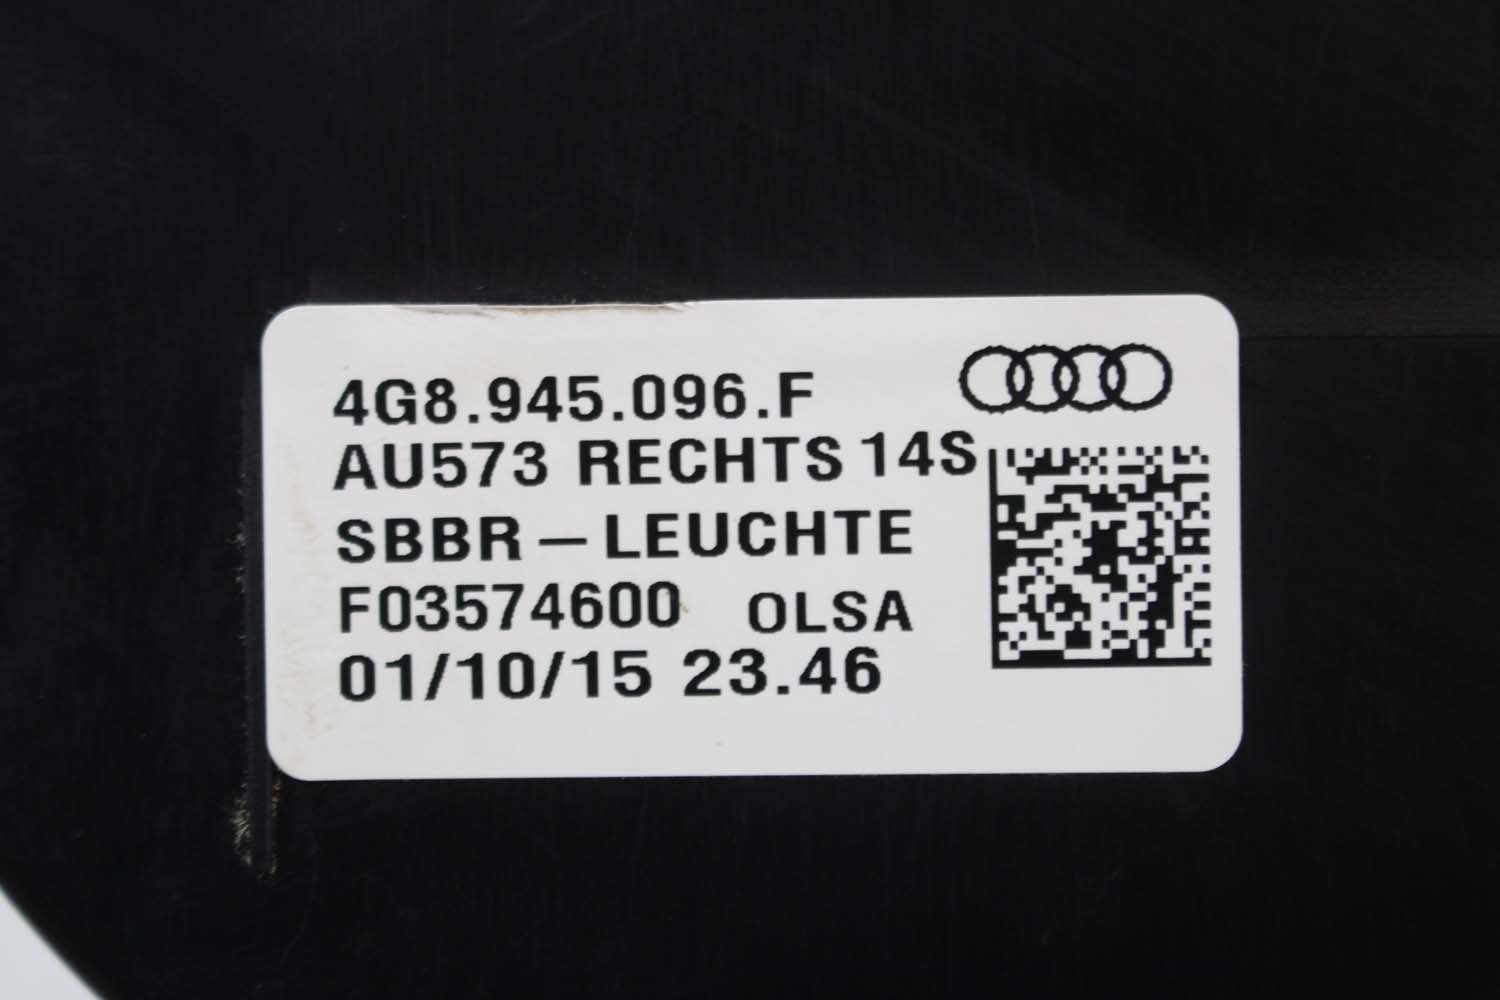 4G8.945.096.F
AU573 RECHTS 14S
SBBR-LEUCHTE
F03574600 OLSA
01/10/15 23.46